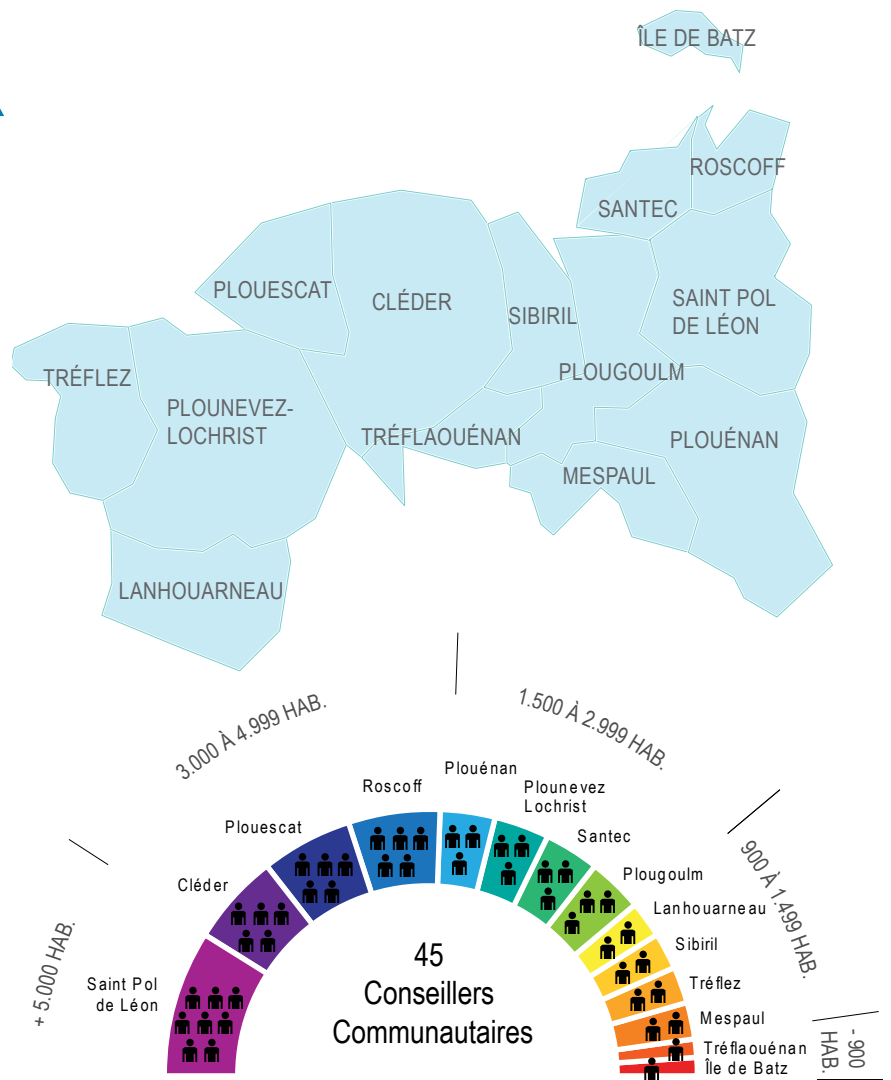 ÎLE DE BATZ
ROSCOFF
SANTEC
PLOUESCAT
CLÉDER
SIBIRIL
SAINT POL
DE LÉON
TRÉFLEZ
PLOUGOULM
PLOUNEVEZ-
LOCHRIST
TRÉFLAOUÉNAN
PLOUÉNAN
MESPAUL
LANHOUARNEAU
+ 5.000 HAB.
3.000 À 4.999 HAB.
1.500 À 2.999 HAB.
900 À 1.499 HAB.
- 900
HAB.
Saint Pol
de Léon
Cléder
Plouescat
Roscoff
Plouénan
Plounevez
Lochrist
Santec
Plougoulm
Lanhouarneau
Sibiril
Tréflez
Mespaul
Tréflaouénan
Île de Batz
45
Conseillers
Communautaires